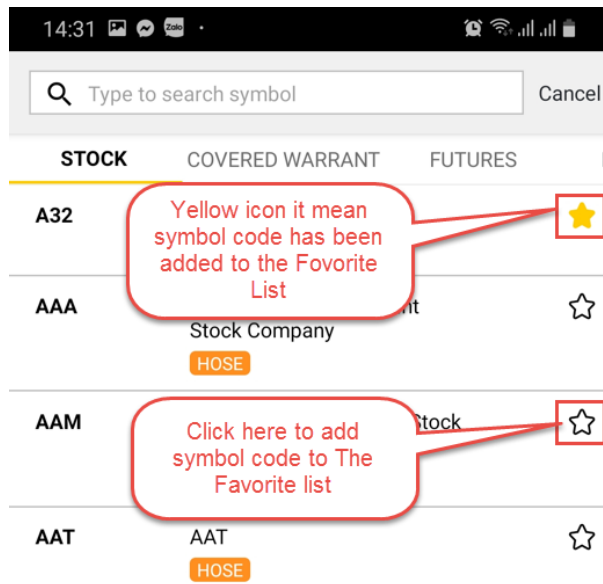 14:31 Zalo
Type to search symbol Cancel
STOCK COVERED WARRANT FUTURES
A32
Yellow icon it mean
symbol code has been
added to the Fovorite
List
AAA
Stock Company
HOSE
AAM
Stock
Click here to add
symbol code to The
Favorite list
AAT AAT
HOSE